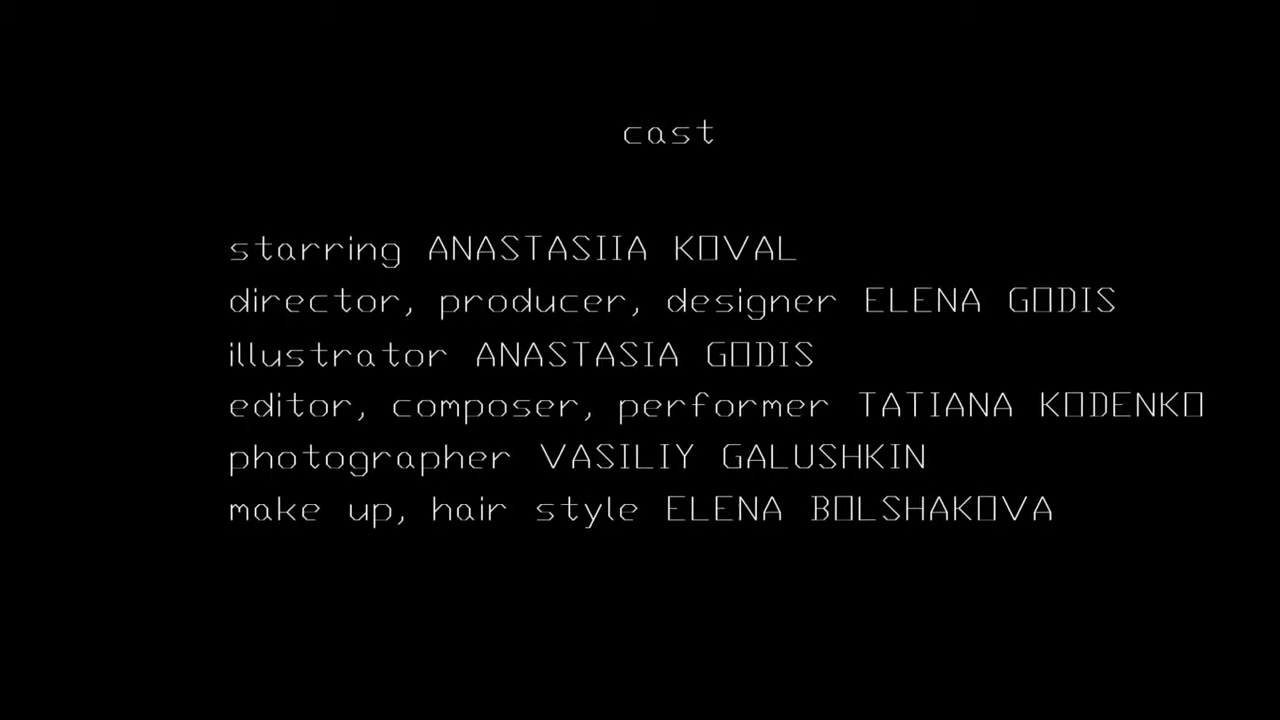 cast
starring ANASTASIIA KOVAL
director, producer, designer ELENA GODIS
illustrator ANASTASIA GODIS
editor, composer, performer TATIANA KODENKO
photographer VASILIY GALUSHKIN
make up, hair style ELENA BOLSHAKOVA